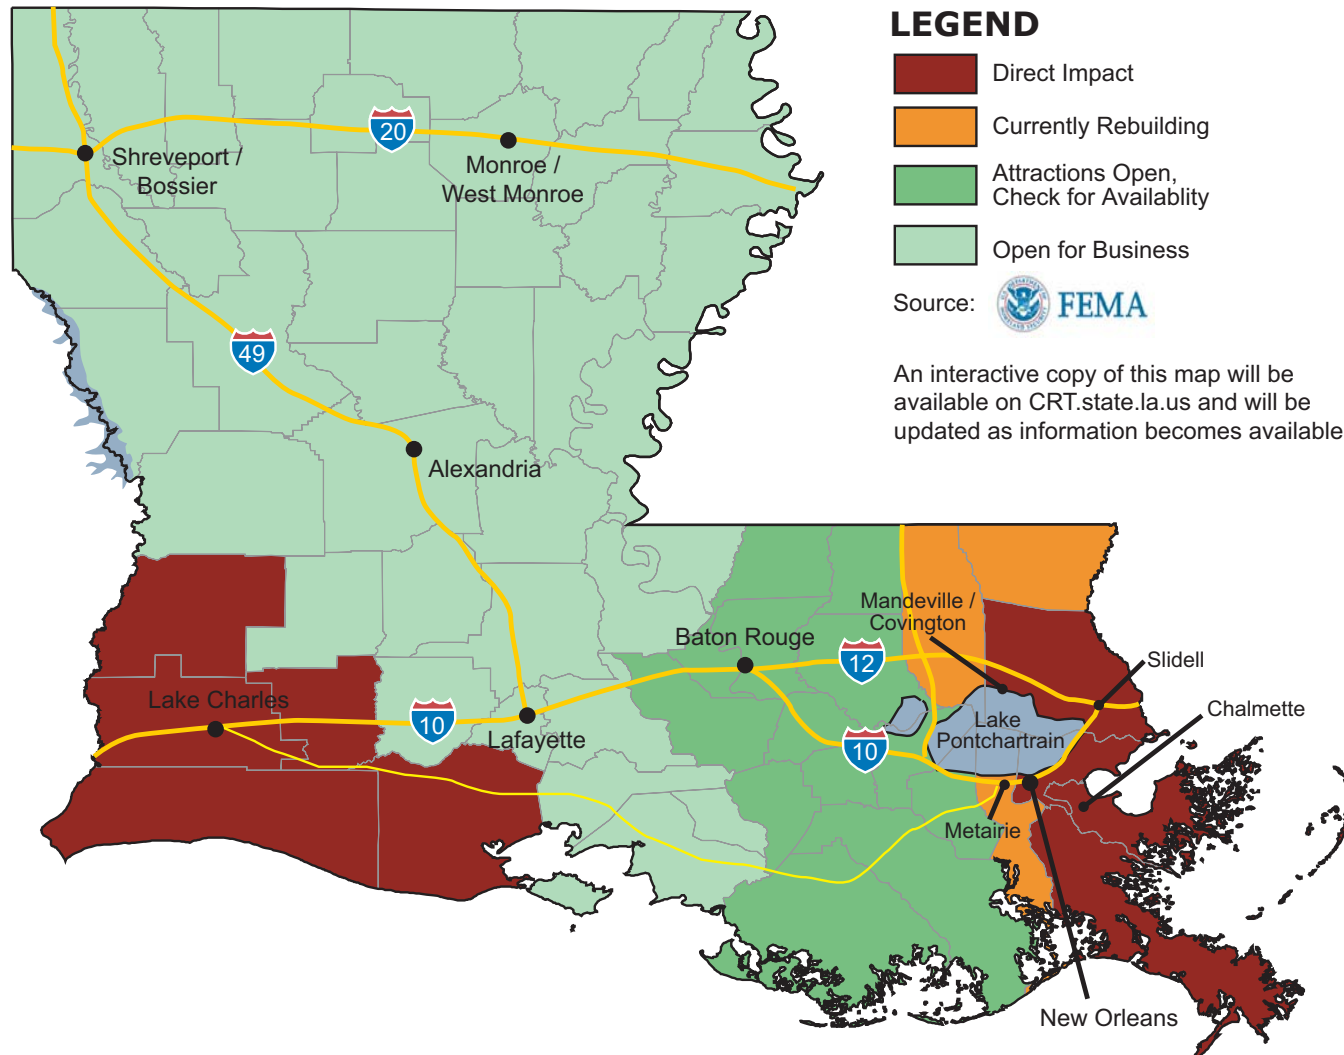 LEGEND
Direct Impact
Currently Rebuilding
Attractions Open,
Check for Availablity
Open for Business
Source:
FEMA
An interactive copy of this map will be
available on CRT.state.la.us and will be
updated as information becomes available
20
Shreveport /
Bossier
Monroe /
West Monroe
49
Alexandria
Mandeville /
Covington
Baton Rouge
12
Slidell
Lake Charles
10
Lafayette
10
Lake
Pontchartrain
Chalmette
Metairie
New Orleans